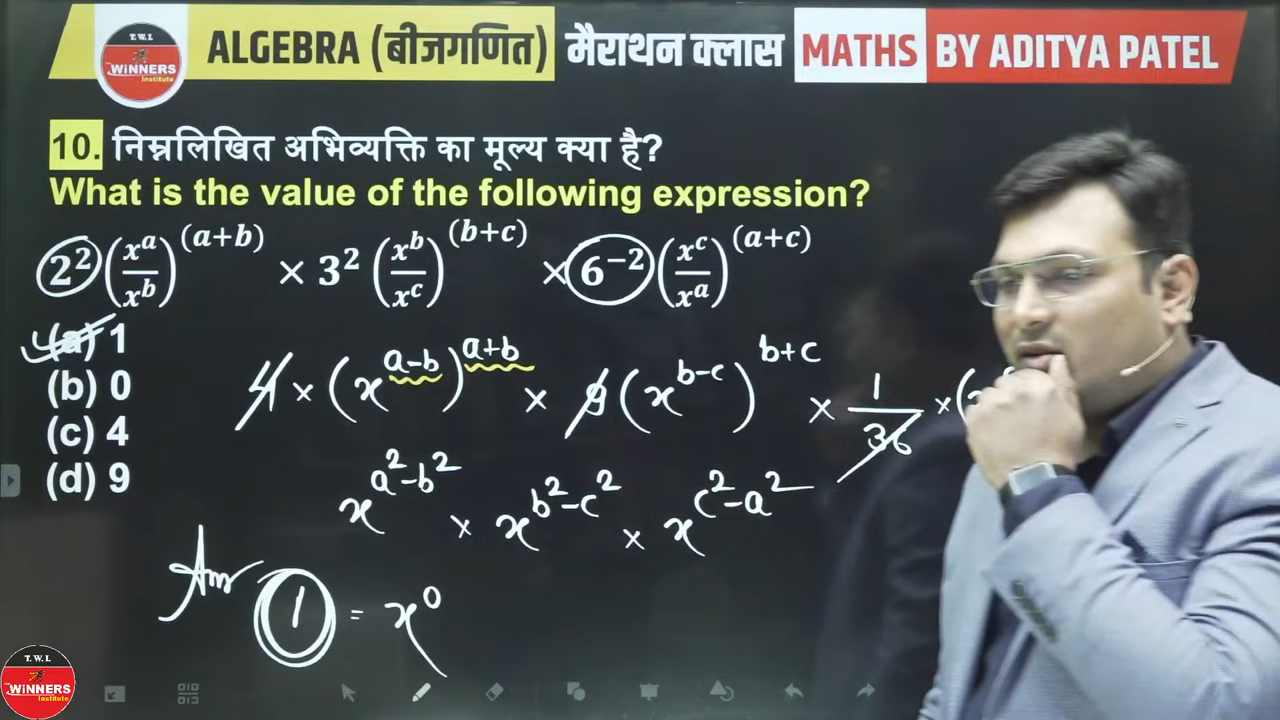 T.W.I. THE WINNERS Institute ALGEBRA (बीजगणित) मैराथन क्लास MATHS BY ADITYA PATEL
10. निम्नलिखित अभिव्यक्ति का मूल्य क्या है?
What is the value of the following expression?
2² (xᵃ/xᵇ)^(a+b) × 3² (xᵇ/xᶜ)^(b+c) × 6⁻² (xᶜ/xᵃ)^(a+c)
(a) 1
(b) 0
(c) 4
(d) 9
4 × (x^(a-b))^(a+b) × 9 (x^(b-c))^(b+c) × 1/36 × (
x^(a²-b²) × x^(b²-c²) × x^(c²-a²)
Ans 1 = x⁰
T.W.I. THE WINNERS Institute